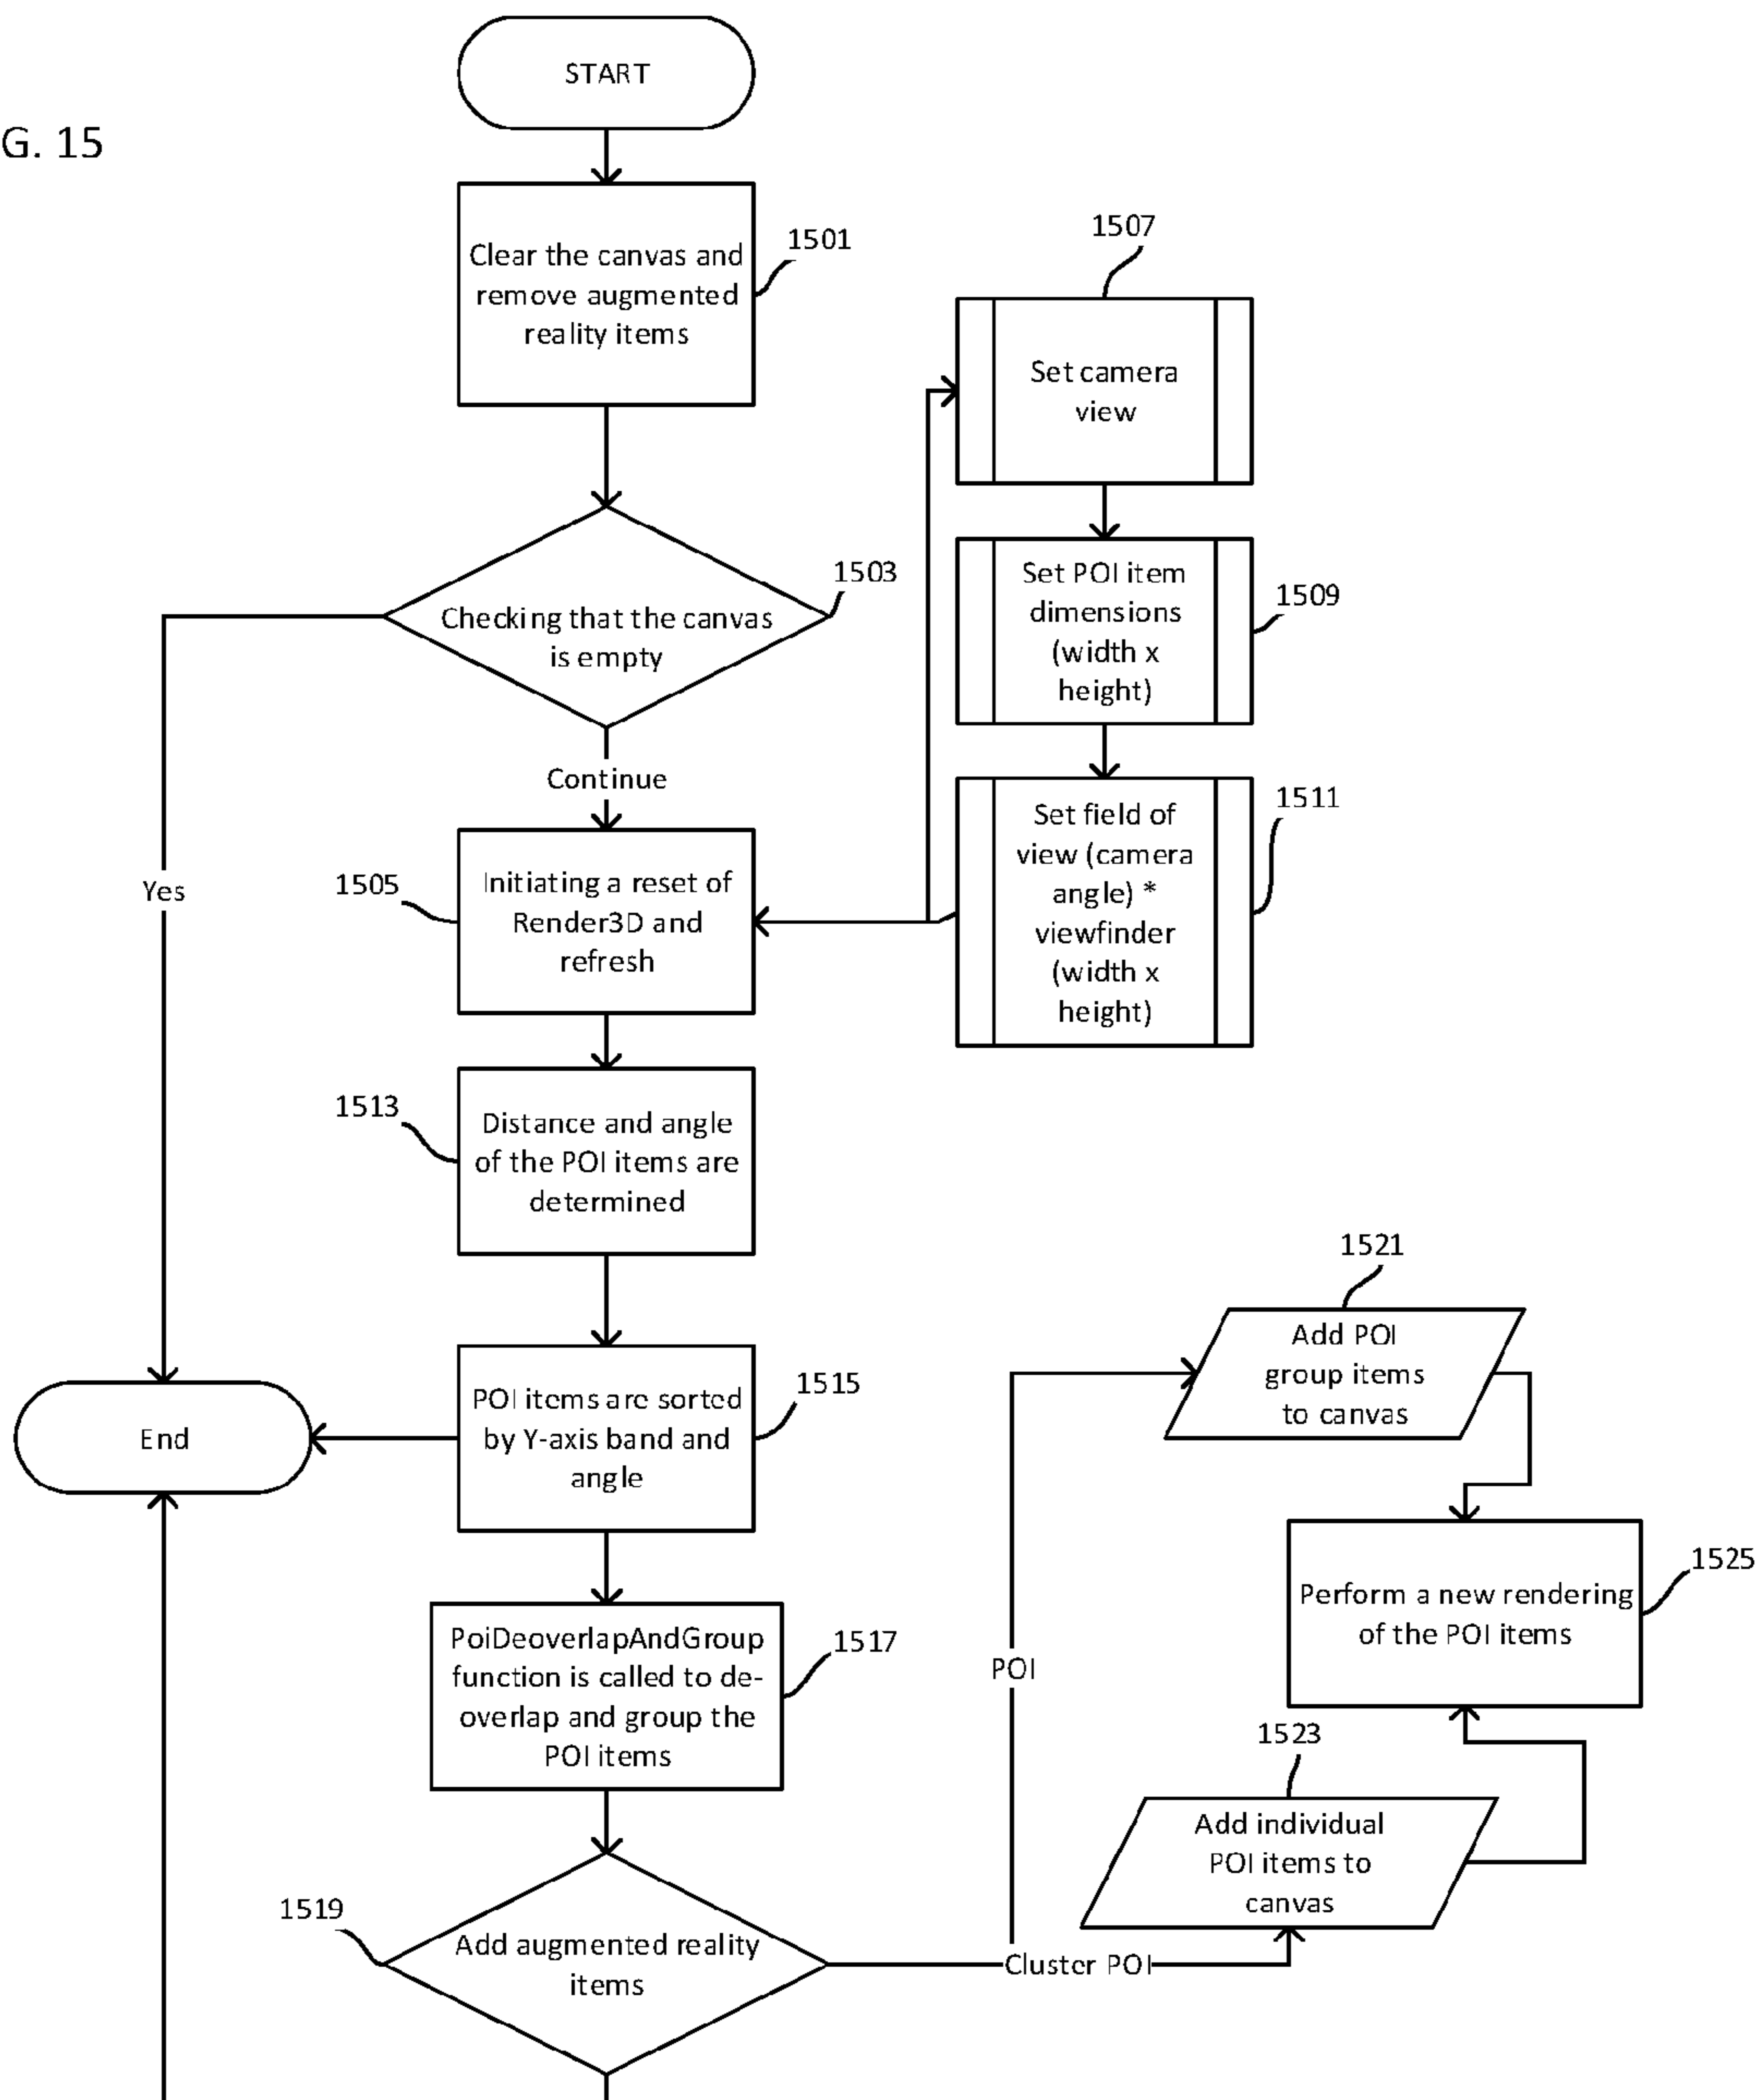 START
G. 15
Clear the canvas and
remove augmented
reality items
1501
1507
Set camera
view
Checking that the canvas
is empty
1503
Set POI item
dimensions
(width x
height)
1509
Continue
Yes
1505
Initiating a reset of
Render3D and
refresh
Set field of
view (camera
angle) *
viewfinder
(width x
height)
1511
1513
Distance and angle
of the POI items are
determined
1521
Add POI
group items
to canvas
End
POI items are sorted
by Y-axis band and
angle
1515
1525
Perform a new rendering
of the POI items
PoiDeoverlapAndGroup
function is called to de-
overlap and group the
POI items
1517
POI
1523
Add individual
POI items to
canvas
1519
Add augmented reality
items
Cluster POI